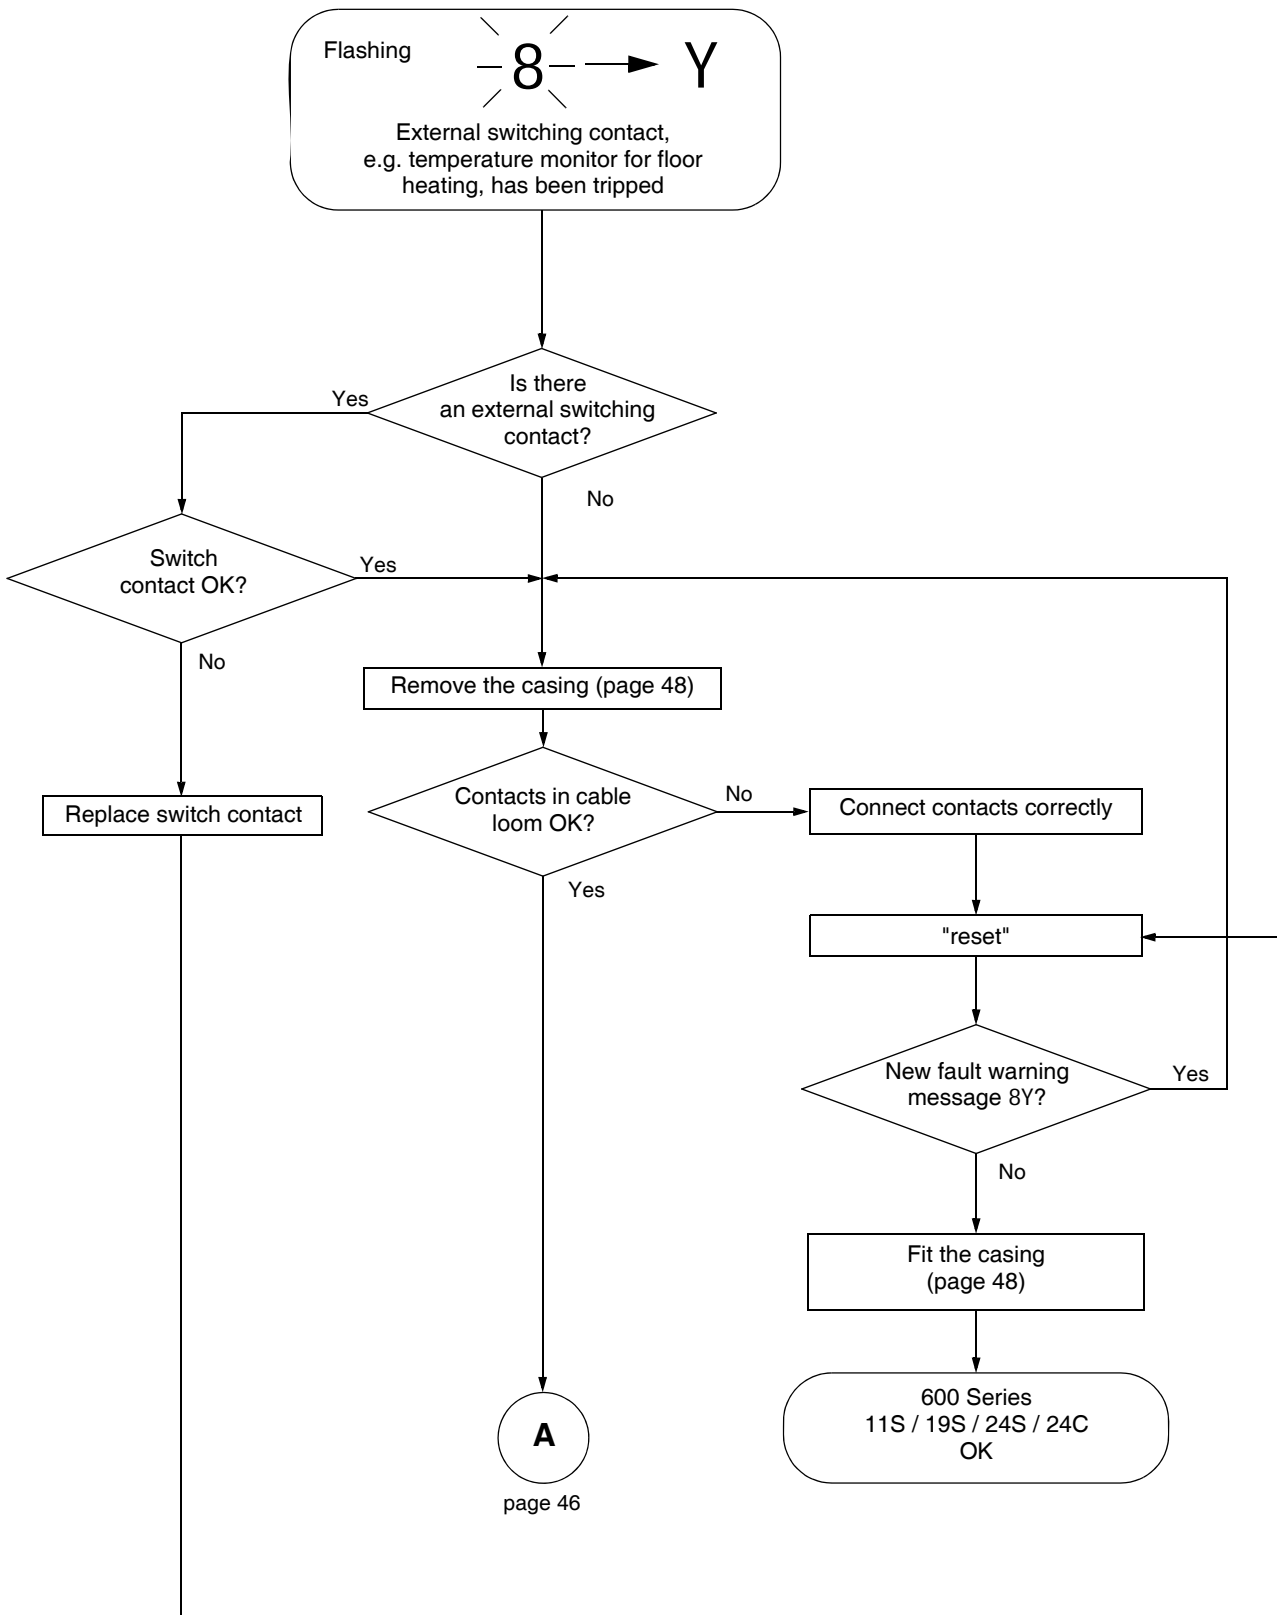 Flashing
8 Y
External switching contact,
e.g. temperature monitor for floor
heating, has been tripped
Is there
an external switching
contact?
Yes
No
Switch
contact OK?
Yes
No
Remove the casing (page 48)
Replace switch contact
Contacts in cable
loom OK?
No
Yes
Connect contacts correctly
"reset"
New fault warning
message 8Y?
Yes
No
Fit the casing
(page 48)
600 Series
11S / 19S / 24S / 24C
OK
A
page 46